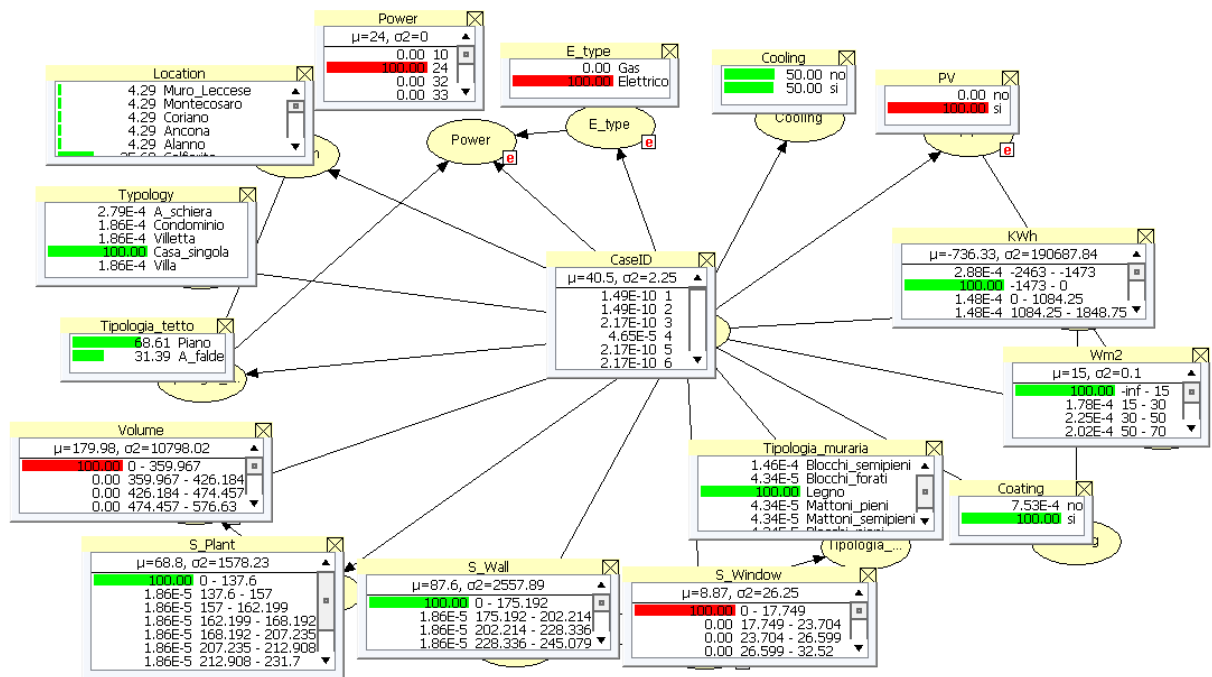 Power
μ=24, σ2=0
0.00 10
100.00 24
0.00 32
0.00 33
E_type
0.00 Gas
100.00 Elettrico
Cooling
50.00 no
50.00 si
PV
0.00 no
100.00 si
Location
4.29 Muro_Leccese
4.29 Montecosaro
4.29 Coriano
4.29 Ancona
4.29 Alanno
Power
e
E_type
e
Cooling
e
Typology
2.79E-4 A_schiera
1.86E-4 Condominio
1.86E-4 Villetta
100.00 Casa_singola
1.86E-4 Villa
CaseID
μ=40.5, σ2=2.25
1.49E-10 1
1.49E-10 2
2.17E-10 3
4.65E-5 4
2.17E-10 5
2.17E-10 6
KWh
μ=-736.33, σ2=190687.84
2.88E-4 -2463 - -1473
100.00 -1473 - 0
1.48E-4 0 - 1084.25
1.48E-4 1084.25 - 1848.75
Tipologia_tetto
68.61 Piano
31.39 A_falde
Wm2
μ=15, σ2=0.1
100.00 -inf - 15
1.78E-4 15 - 30
2.25E-4 30 - 50
2.02E-4 50 - 70
Volume
μ=179.98, σ2=10798.02
100.00 0 - 359.967
0.00 359.967 - 426.184
0.00 426.184 - 474.457
0.00 474.457 - 576.63
Tipologia_muraria
1.46E-4 Blocchi_semipieni
4.34E-5 Blocchi_forati
100.00 Legno
4.34E-5 Mattoni_pieni
4.34E-5 Mattoni_semipieni
Coating
7.53E-4 no
100.00 si
S_Plant
μ=68.8, σ2=1578.23
100.00 0 - 137.6
1.86E-5 137.6 - 157
1.86E-5 157 - 162.199
1.86E-5 162.199 - 168.192
1.86E-5 168.192 - 207.235
1.86E-5 207.235 - 212.908
1.86E-5 212.908 - 231.7
S_Wall
μ=87.6, σ2=2557.89
100.00 0 - 175.192
1.86E-5 175.192 - 202.214
1.86E-5 202.214 - 228.336
1.86E-5 228.336 - 245.079
S_Window
μ=8.87, σ2=26.25
100.00 0 - 17.749
0.00 17.749 - 23.704
0.00 23.704 - 26.599
0.00 26.599 - 32.52
Tipologia_...